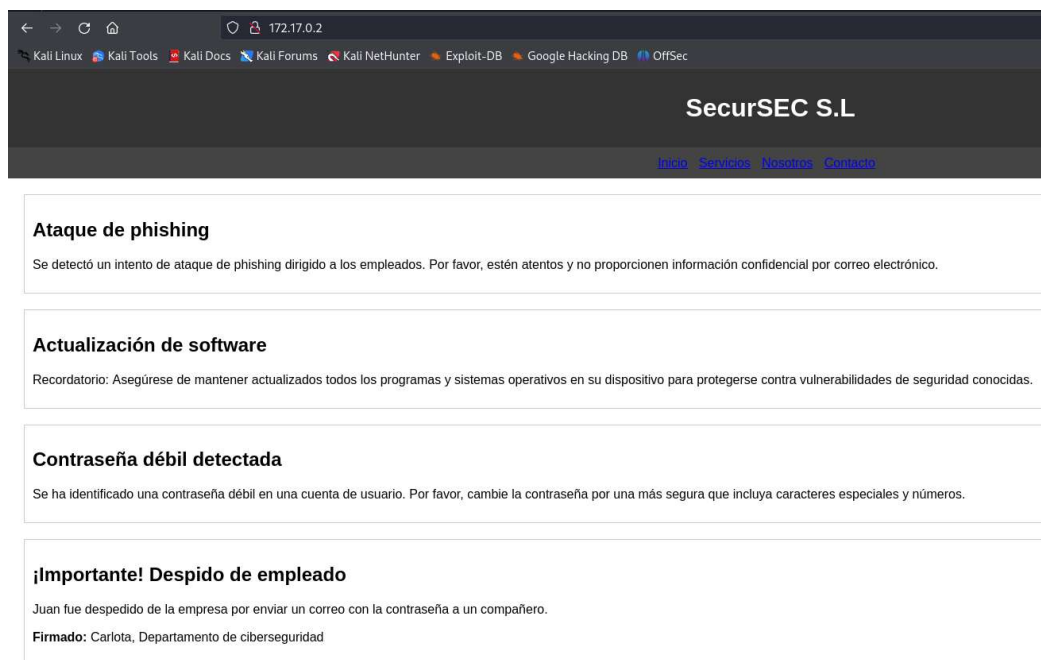 172.17.0.2
Kali Linux Kali Tools Kali Docs Kali Forums Kali NetHunter Exploit-DB Google Hacking DB OffSec
SecurSEC S.L
Inicio Servicios Nosotros Contacto
Ataque de phishing
Se detectó un intento de ataque de phishing dirigido a los empleados. Por favor, estén atentos y no proporcionen información confidencial por correo electrónico.
Actualización de software
Recordatorio: Asegúrese de mantener actualizados todos los programas y sistemas operativos en su dispositivo para protegerse contra vulnerabilidades de seguridad conocidas.
Contraseña débil detectada
Se ha identificado una contraseña débil en una cuenta de usuario. Por favor, cambie la contraseña por una más segura que incluya caracteres especiales y números.
¡Importante! Despido de empleado
Juan fue despedido de la empresa por enviar un correo con la contraseña a un compañero.
Firmado: Carlota, Departamento de ciberseguridad